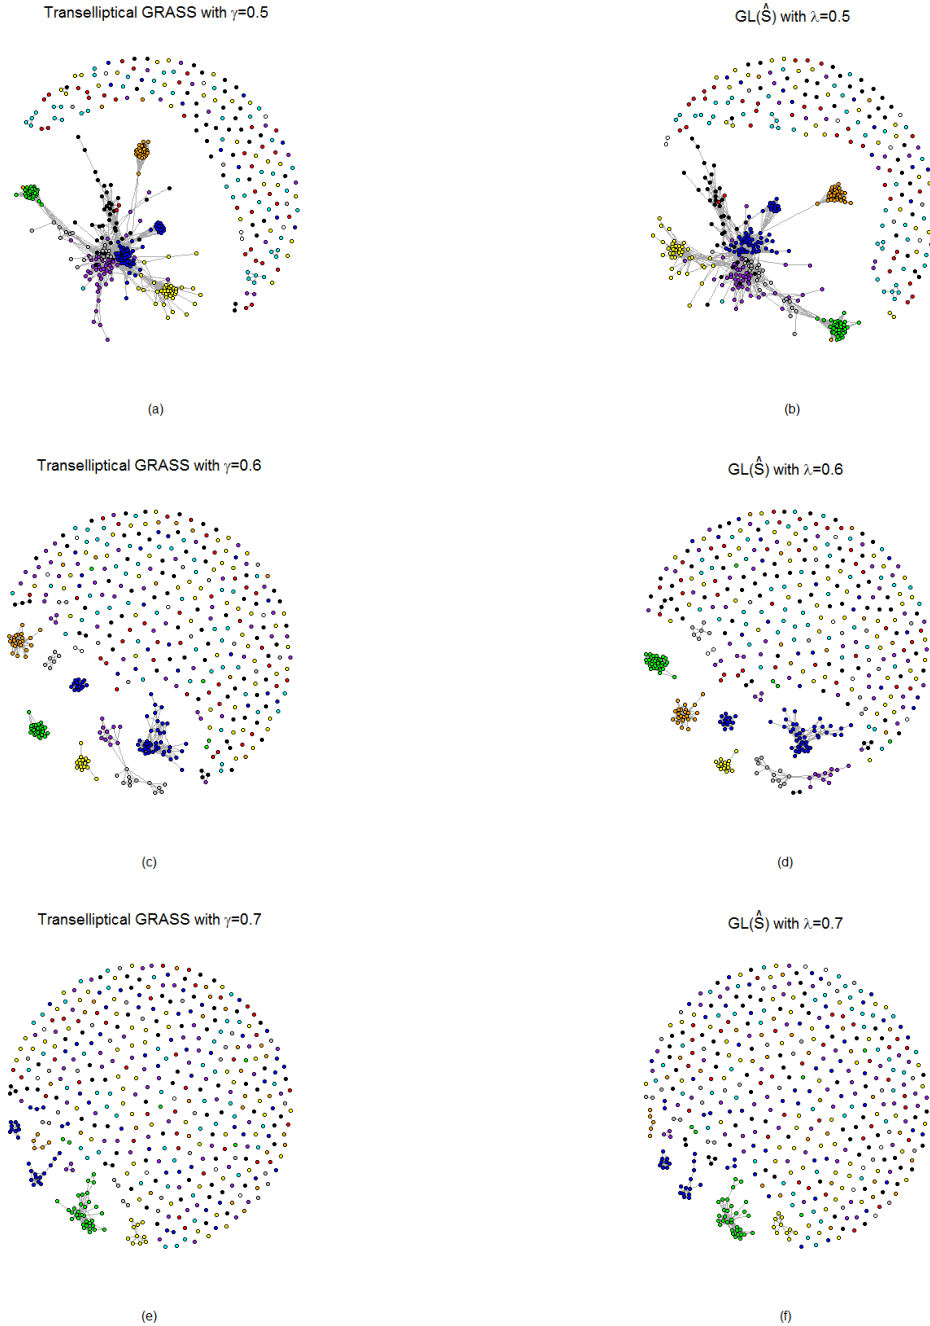 Transelliptical GRASS with γ=0.5
GL(Ŝ) with λ=0.5
(a)
(b)
Transelliptical GRASS with γ=0.6
GL(Ŝ) with λ=0.6
(c)
(d)
Transelliptical GRASS with γ=0.7
GL(Ŝ) with λ=0.7
(e)
(f)